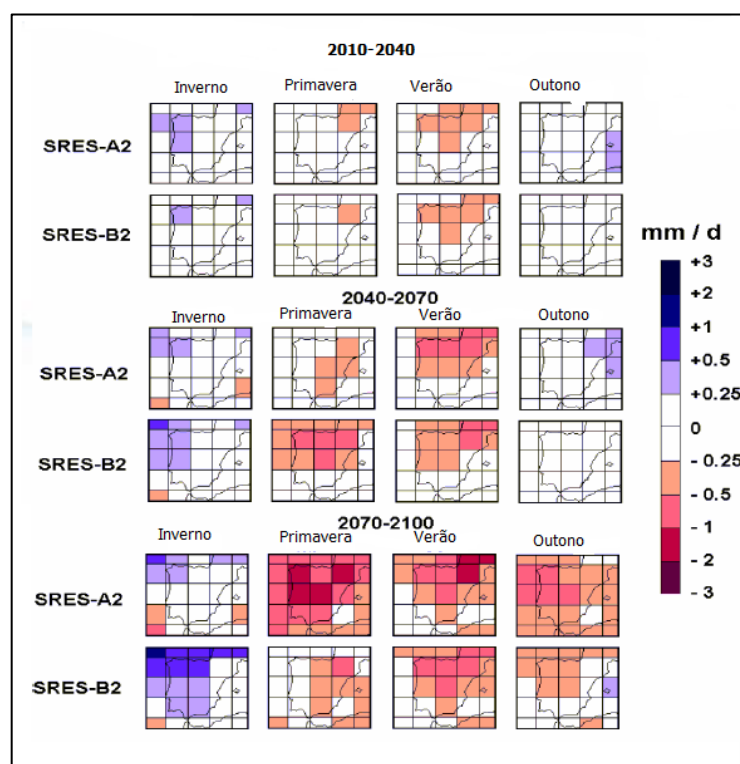 2010-2040
Inverno Primavera Verão Outono
SRES-A2
SRES-B2
mm / d
+3
+2
+1
+0.5
+0.25
0
- 0.25
- 0.5
- 1
- 2
- 3
2040-2070
Inverno Primavera Verão Outono
SRES-A2
SRES-B2
2070-2100
Inverno Primavera Verão Outono
SRES-A2
SRES-B2